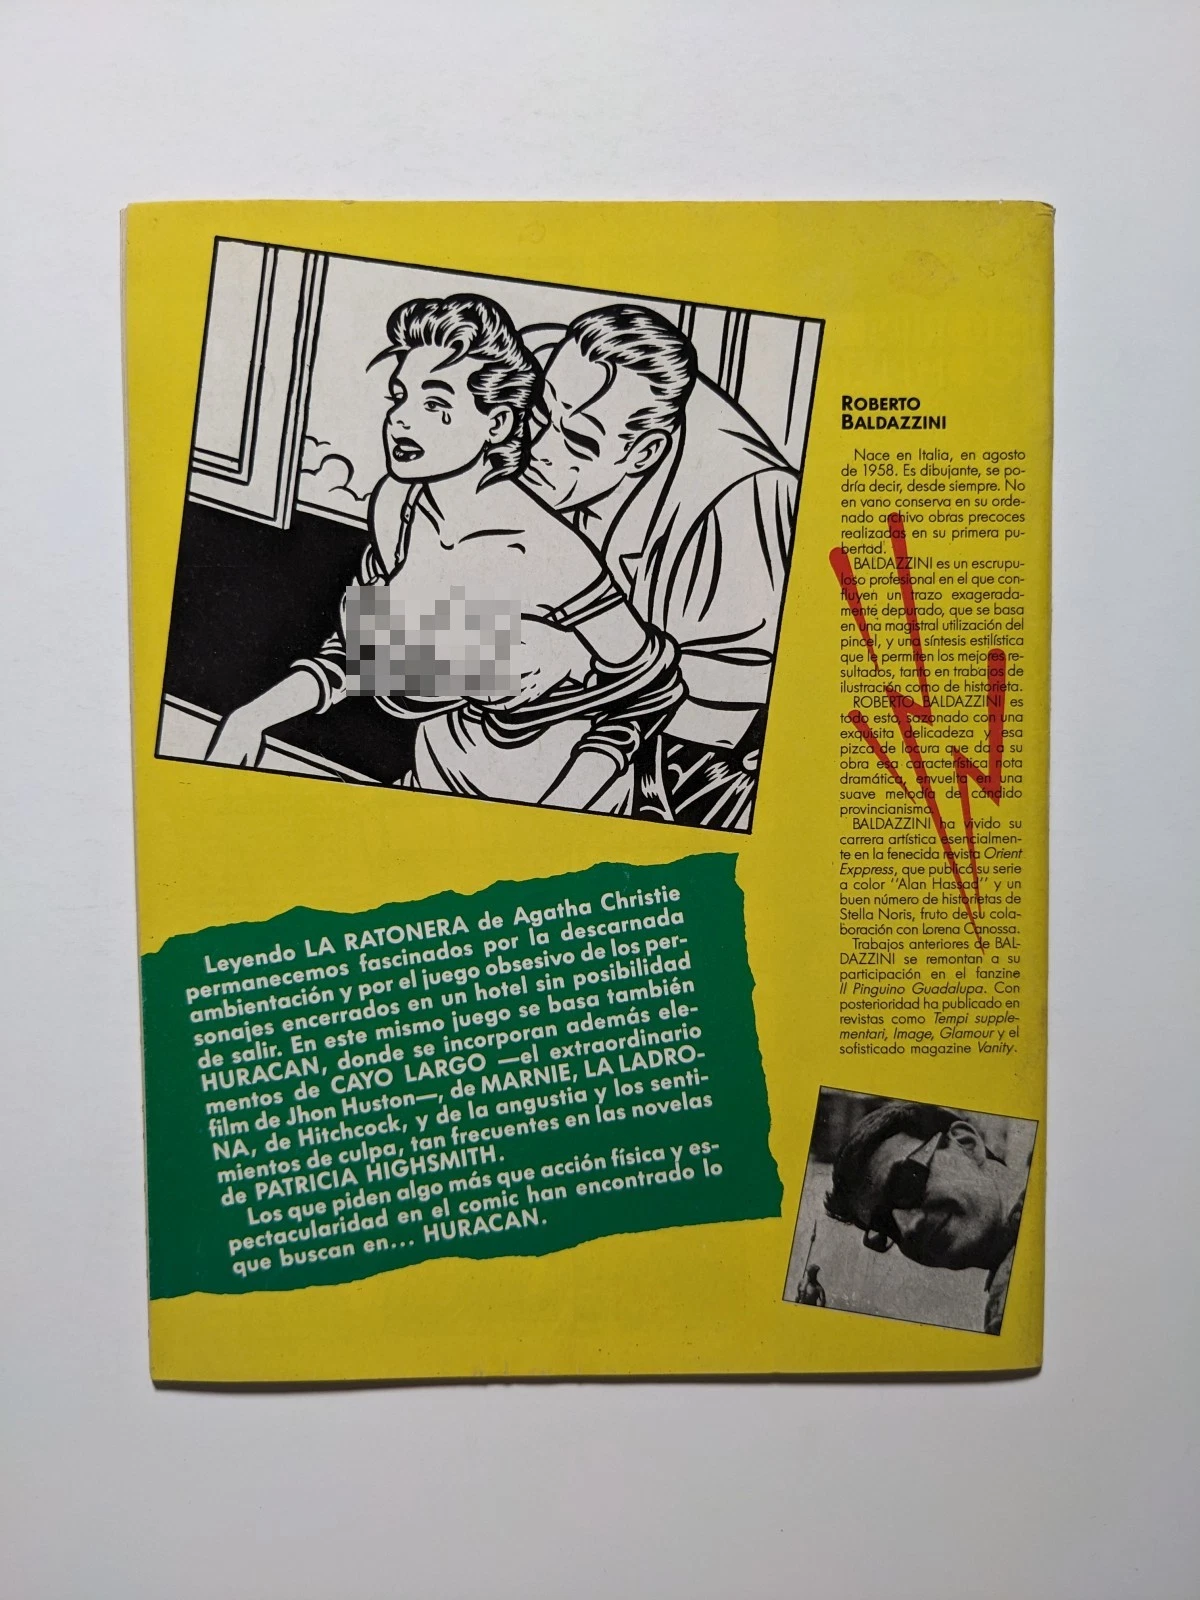 ROBERTO
BALDAZZINI
Nace en Italia, en agosto
de 1958. Es dibujante, se po-
dría decir, desde siempre. No
en vano conserva en su orde-
nado archivo obras precoces
realizadas en su primera pu-
bertad.
BALDAZZINI es un escrupu-
loso profesional en el que con-
fluyen un trazo exagerada-
mente depurado, que se basa
en una magistral utilización del
pincel, y una síntesis estilística
que le permiten los mejores re-
sultados, tanto en trabajos de
ilustración como de historieta.
ROBERTO BALDAZZINI es
todo esto, sazonado con una
exquisita delicadeza y esa
pizca de locura que da a su
obra esa característica nota
dramática, envuelta en una
suave melodía de cándido
provincianismo.
BALDAZZINI ha vivido su
carrera artística esencialmen-
te en la fenecida revista Orient
Exppress, que publicó su serie
a color "Alan Hassad" y un
buen número de historietas de
Stella Noris, fruto de su cola-
boración con Lorena Canossa.
Trabajos anteriores de BAL-
DAZZINI se remontan a su
participación en el fanzine
Il Pinguino Guadalupa. Con
posterioridad ha publicado en
revistas como Tempi supple-
mentari, Image, Glamour y el
sofisticado magazine Vanity.
Leyendo LA RATONERA de Agatha Christie
permanecemos fascinados por la descarnada
ambientación y por el juego obsesivo de los per-
sonajes encerrados en un hotel sin posibilidad
de salir. En este mismo juego se basa también
HURACAN, donde se incorporan además ele-
mentos de CAYO LARGO —el extraordinario
film de Jhon Huston—, de MARNIE, LA LADRO-
NA, de Hitchcock, y de la angustia y los senti-
mientos de culpa, tan frecuentes en las novelas
de PATRICIA HIGHSMITH.
Los que piden algo más que acción física y es-
pectacularidad en el comic han encontrado lo
que buscan en... HURACAN.